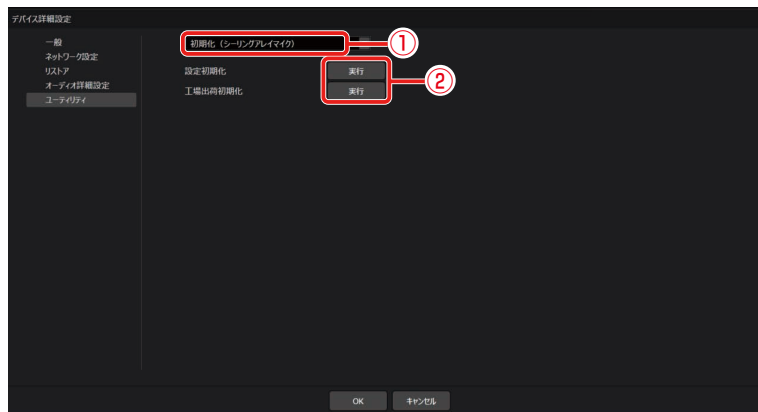 デバイス詳細設定
一般
ネットワーク設定
リストア
オーディオ詳細設定
ユーティリティ
初期化（シーリングアレイマイク）
①
設定初期化
実行
②
工場出荷初期化
実行
OK
キャンセル